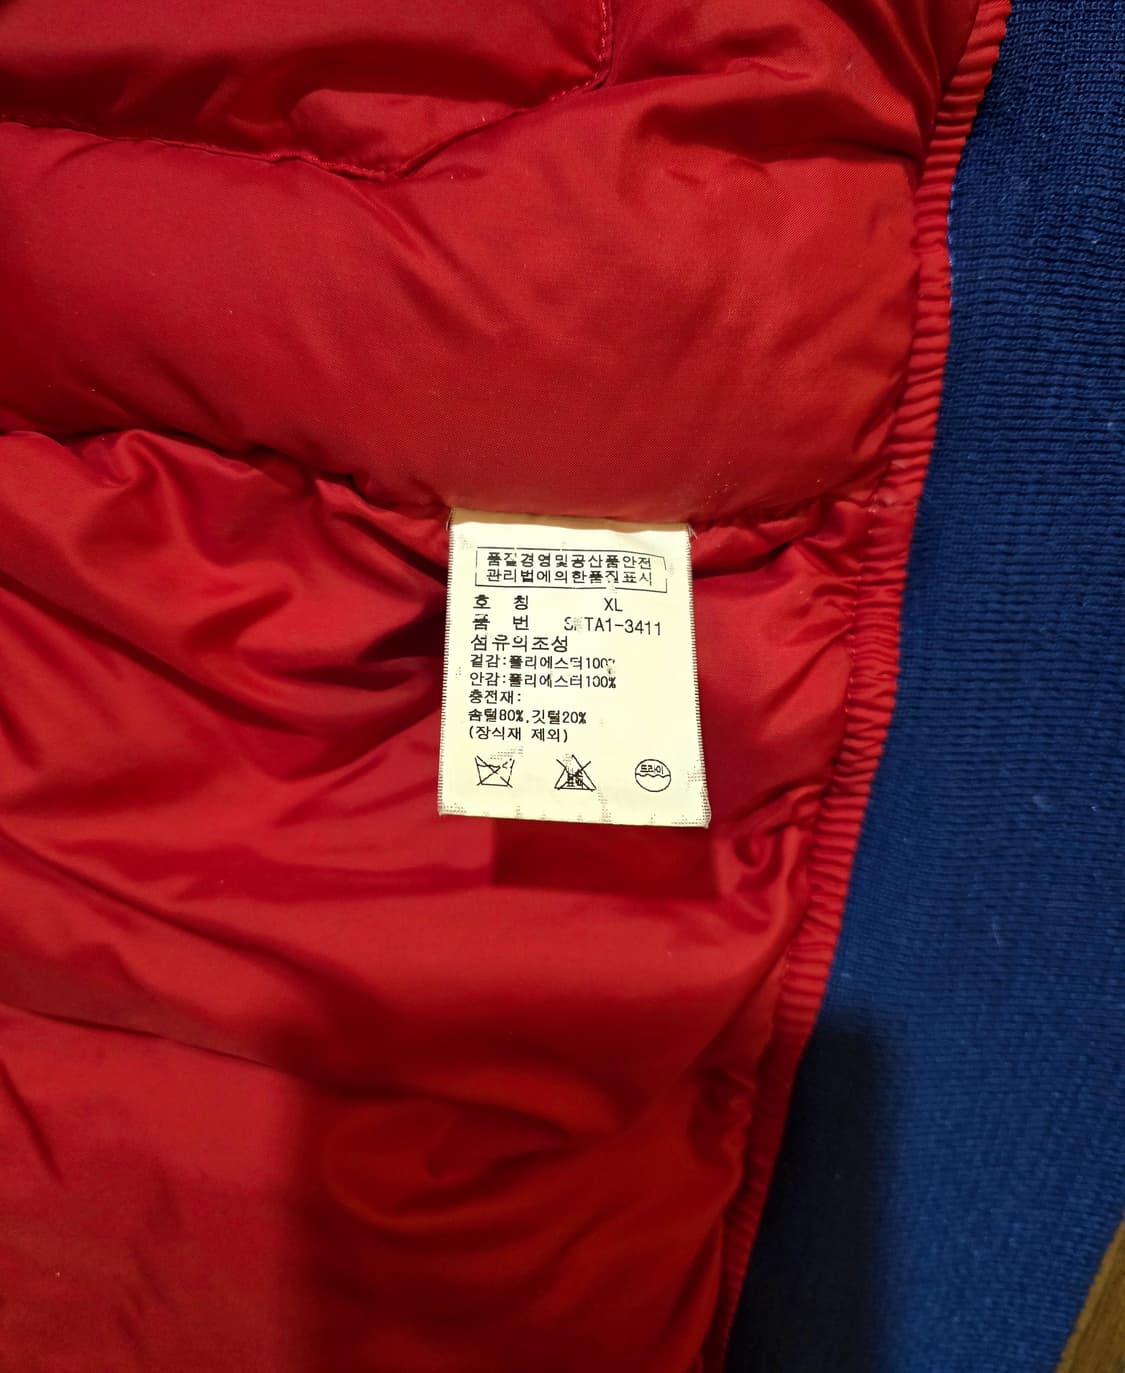 품질경영및공산품안전
관리법에의한품질표시
호 칭 XL
품 번
섬유의조성
겉감:폴리에스터100%
안감:폴리에스터100%
충전재:
솜털80%,깃털20%
(장식재 제외)
드라이